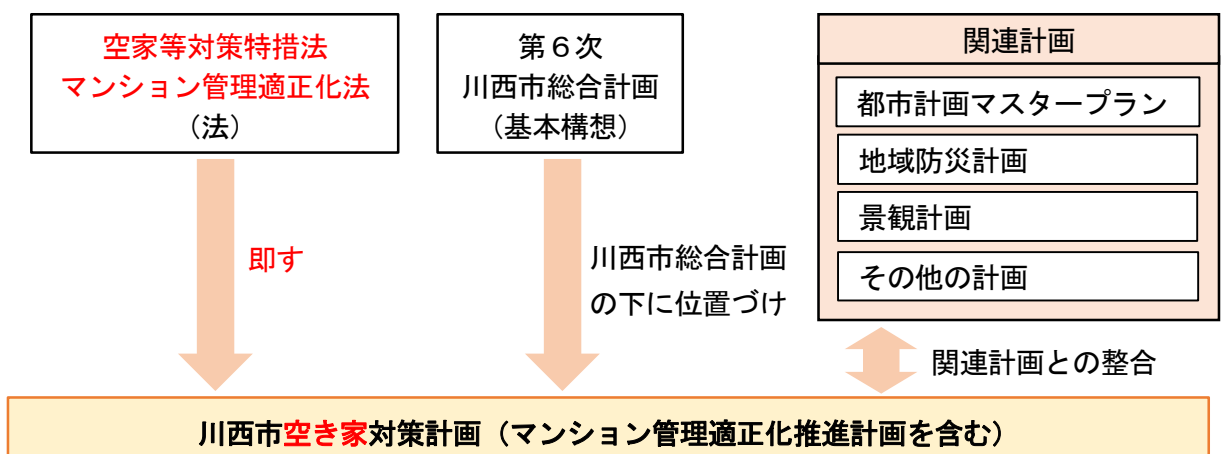 空家等対策特措法
マンション管理適正化法
（法）
第６次
川西市総合計画
（基本構想）
関連計画
都市計画マスタープラン
地域防災計画
景観計画
その他の計画
即す
川西市総合計画
の下に位置づけ
関連計画との整合
川西市空き家対策計画（マンション管理適正化推進計画を含む）